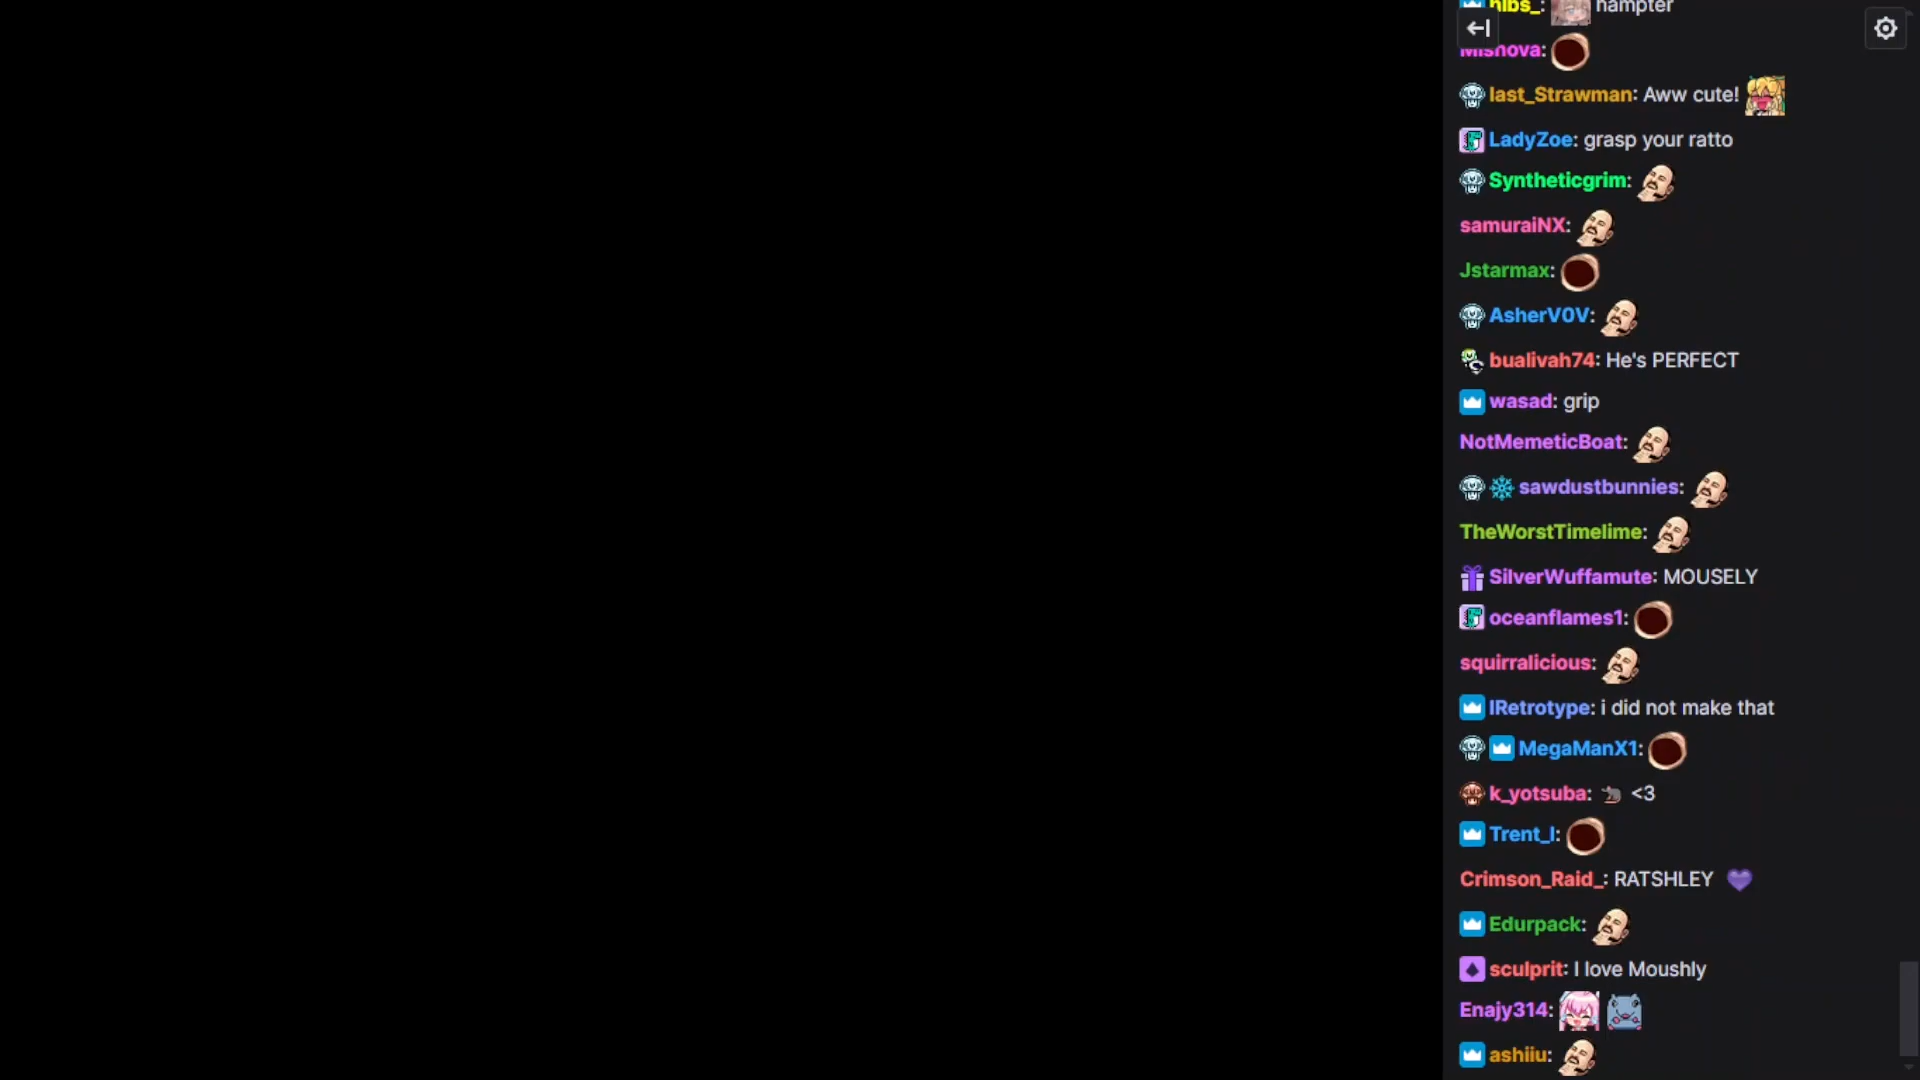 nibs_: hampter
Mishova:
last_Strawman: Aww cute!
LadyZoe: grasp your ratto
Syntheticgrim:
samuraiNX:
Jstarmax:
AsherV0V:
bualivah74: He's PERFECT
wasad: grip
NotMemeticBoat:
sawdustbunnies:
TheWorstTimelime:
SilverWuffamute: MOUSELY
oceanflames1:
squirralicious:
IRetrotype: i did not make that
MegaManX1:
k_yotsuba: <3
Trent_I:
Crimson_Raid_: RATSHLEY
Edurpack:
sculprit: I love Moushly
Enajy314:
ashiiu: